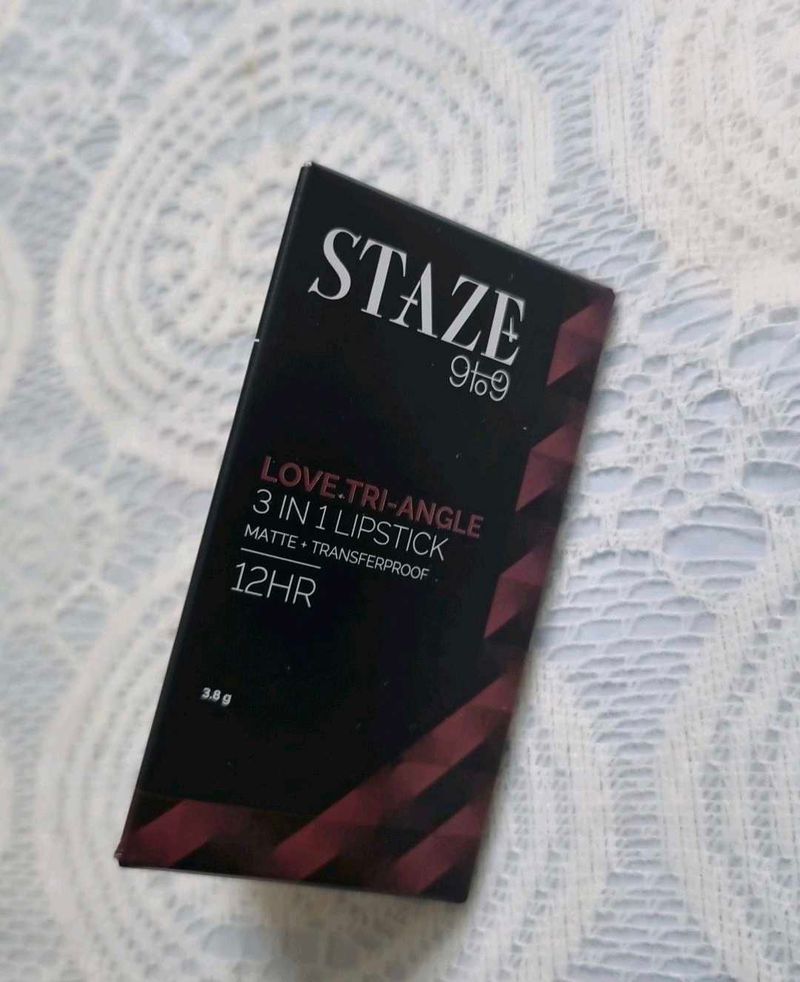 STAZE
9to9
LOVE TRI-ANGLE
3 IN 1 LIPSTICK
MATTE + TRANSFERPROOF
12HR
3.8 g